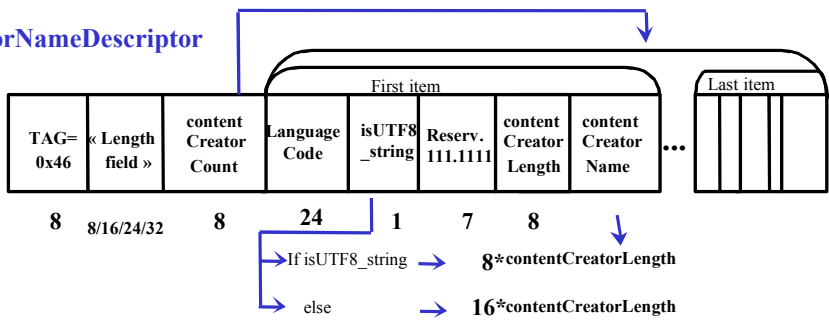 orNameDescriptor
First item
Last item
TAG= 0x46
« Length field »
content Creator Count
Language Code
isUTF8 _string
Reserv. 111.1111
content Creator Length
content Creator Name
...
8
8/16/24/32
8
24
1
7
8
If isUTF8_string
8*contentCreatorLength
else
16*contentCreatorLength